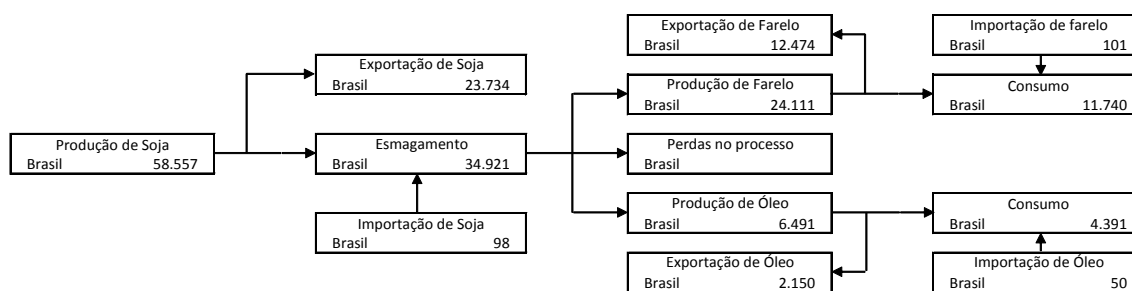 Exportação de Farelo
Brasil 12.474
Importação de farelo
Brasil 101
Exportação de Soja
Brasil 23.734
Produção de Farelo
Brasil 24.111
Consumo
Brasil 11.740
Produção de Soja
Brasil 58.557
Esmagamento
Brasil 34.921
Perdas no processo
Brasil
Importação de Soja
Brasil 98
Produção de Óleo
Brasil 6.491
Consumo
Brasil 4.391
Exportação de Óleo
Brasil 2.150
Importação de Óleo
Brasil 50